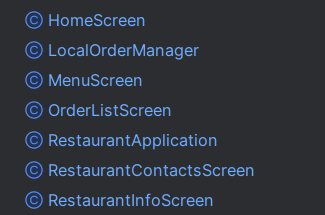 HomeScreen
LocalOrderManager
MenuScreen
OrderListScreen
RestaurantApplication
RestaurantContactsScreen
RestaurantInfoScreen